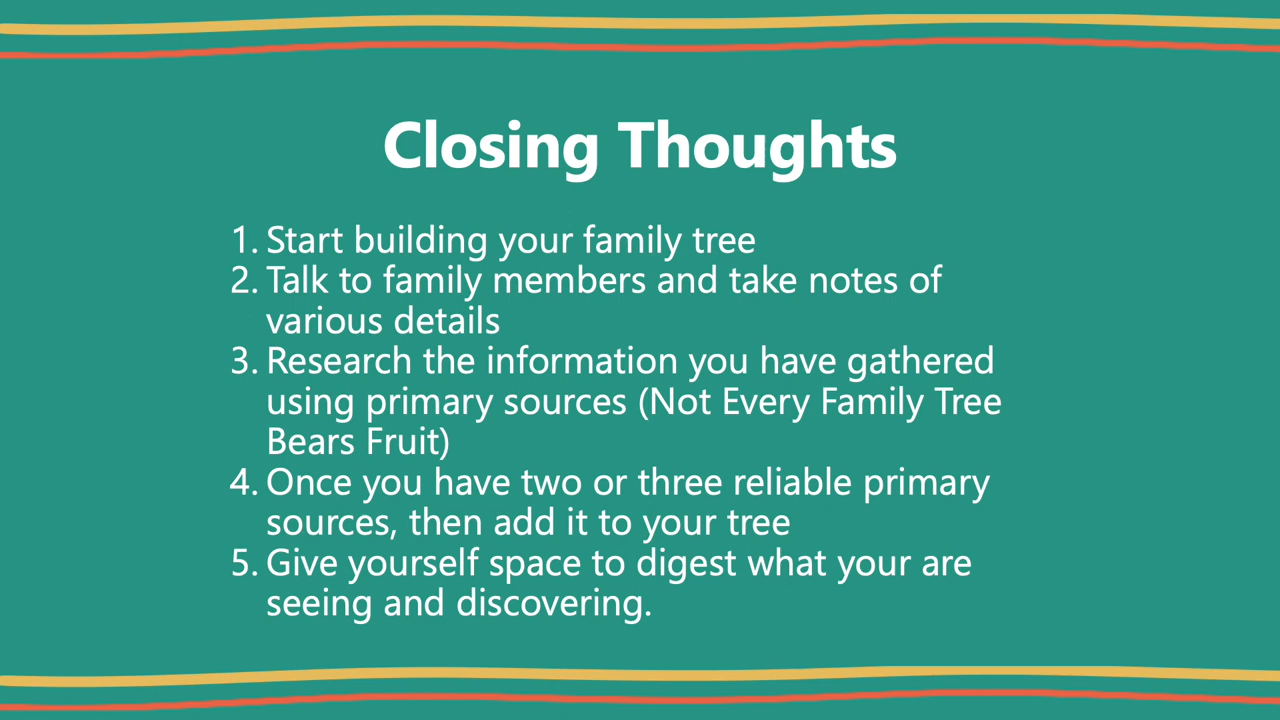 Closing Thoughts
1. Start building your family tree
2. Talk to family members and take notes of
various details
3. Research the information you have gathered
using primary sources (Not Every Family Tree
Bears Fruit)
4. Once you have two or three reliable primary
sources, then add it to your tree
5. Give yourself space to digest what your are
seeing and discovering.